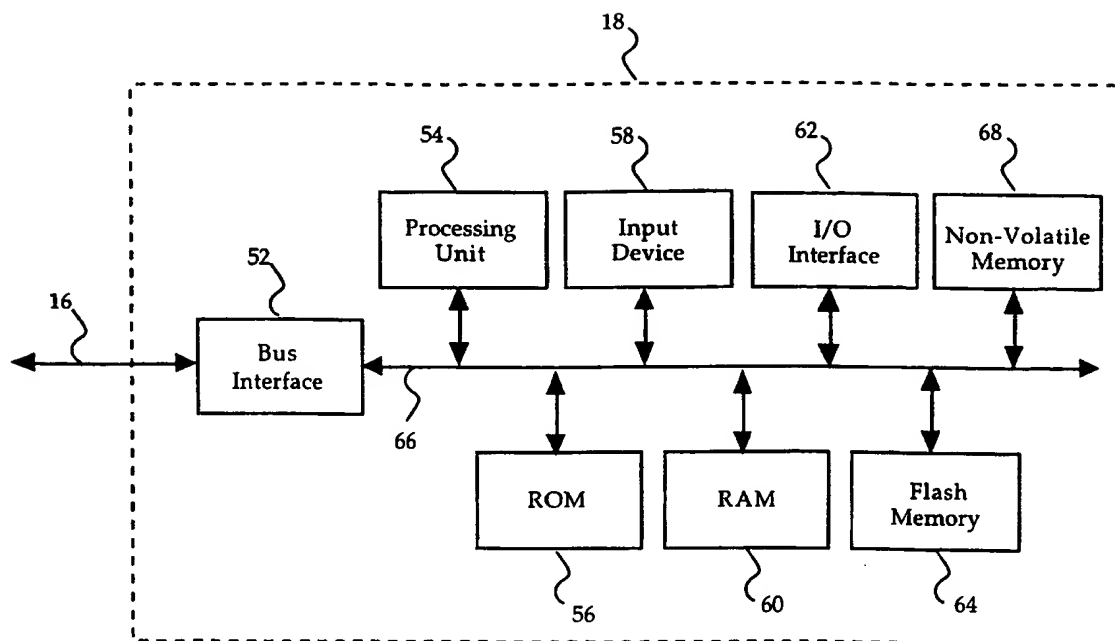 18
54
58
62
68
Processing
Unit
Input
Device
I/O
Interface
Non-Volatile
Memory
52
16
Bus
Interface
66
ROM
RAM
Flash
Memory
56
60
64